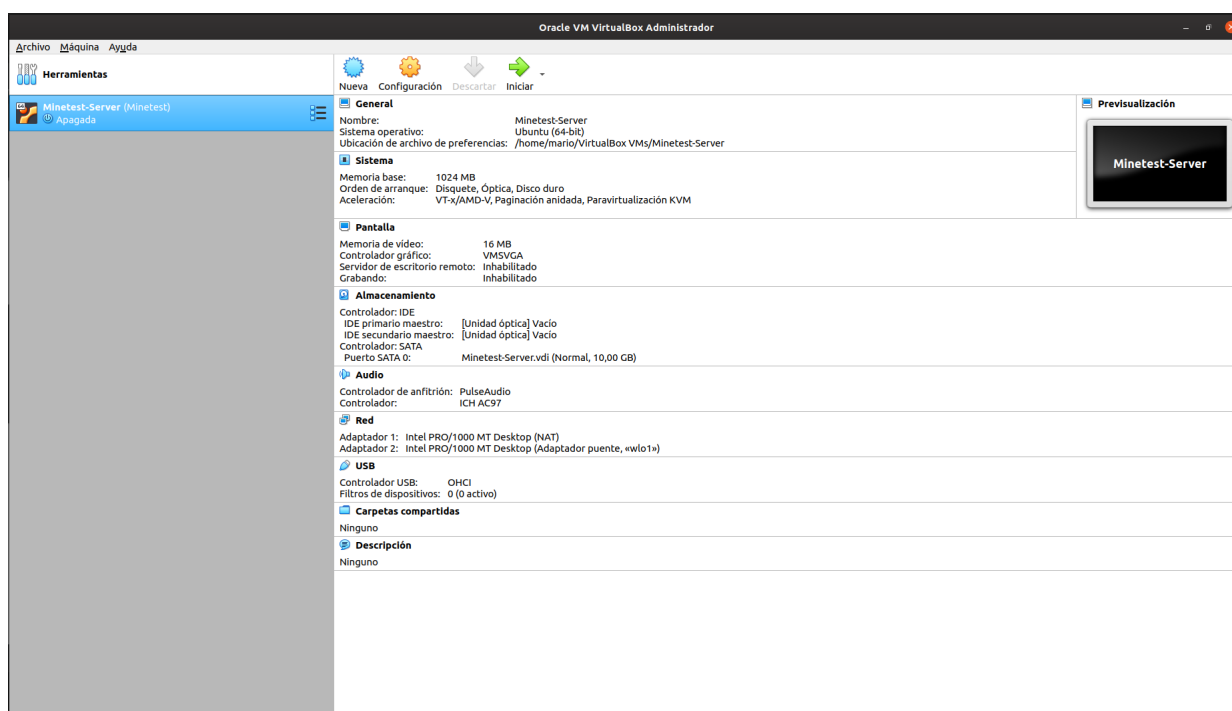 Oracle VM VirtualBox Administrador
Archivo Máquina Ayuda
Herramientas
Nueva Configuración Descartar Iniciar
64
Minetest-Server (Minetest)
Apagada
General
Nombre: Minetest-Server
Sistema operativo: Ubuntu (64-bit)
Ubicación de archivo de preferencias: /home/mario/VirtualBox VMs/Minetest-Server
Previsualización
Minetest-Server
Sistema
Memoria base: 1024 MB
Orden de arranque: Disquete, Óptica, Disco duro
Aceleración: VT-x/AMD-V, Paginación anidada, Paravirtualización KVM
Pantalla
Memoria de vídeo: 16 MB
Controlador gráfico: VMSVGA
Servidor de escritorio remoto: Inhabilitado
Grabando: Inhabilitado
Almacenamiento
Controlador: IDE
IDE primario maestro: [Unidad óptica] Vacío
IDE secundario maestro: [Unidad óptica] Vacío
Controlador: SATA
Puerto SATA 0: Minetest-Server.vdi (Normal, 10,00 GB)
Audio
Controlador de anfitrión: PulseAudio
Controlador: ICH AC97
Red
Adaptador 1: Intel PRO/1000 MT Desktop (NAT)
Adaptador 2: Intel PRO/1000 MT Desktop (Adaptador puente, «wlo1»)
USB
Controlador USB: OHCI
Filtros de dispositivos: 0 (0 activo)
Carpetas compartidas
Ninguno
Descripción
Ninguno